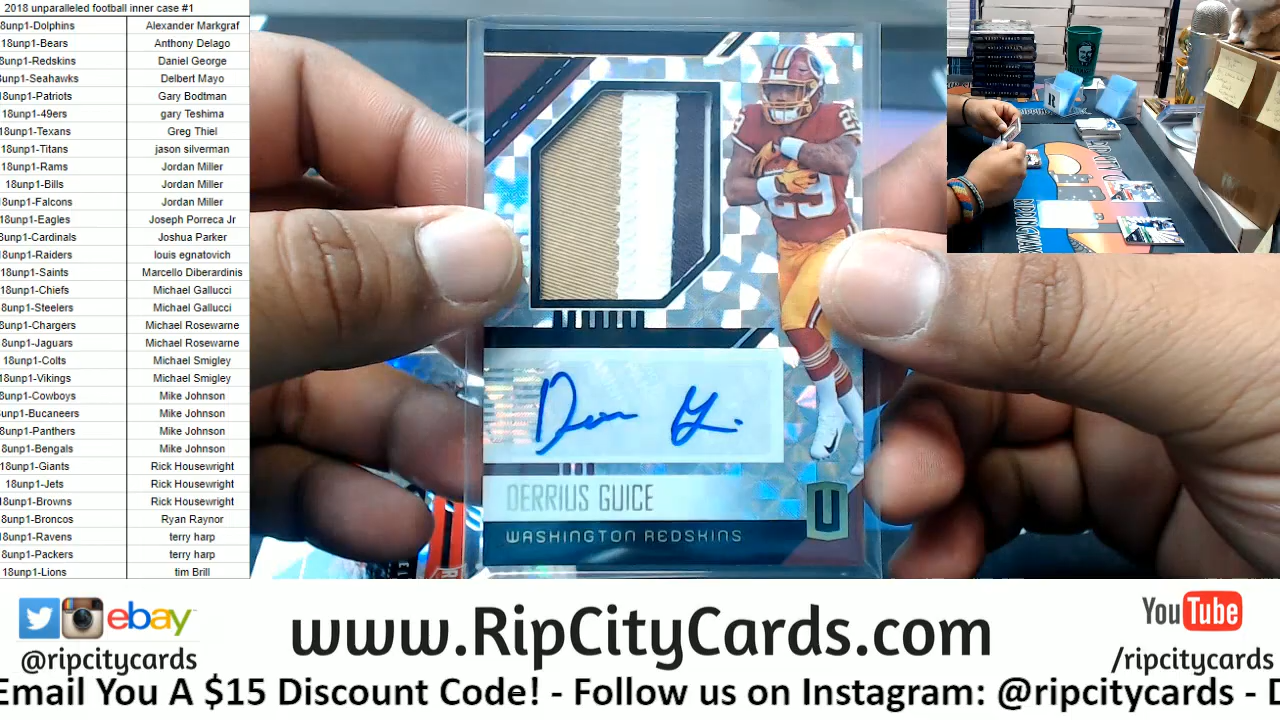 2018 unparalleled football inner case #1
8unp1-Dolphins Alexander Markgraf
18unp1-Bears Anthony Delago
8unp1-Redskins Daniel George
8unp1-Seahawks Delbert Mayo
8unp1-Patriots Gary Bodtman
18unp1-49ers gary Teshima
18unp1-Texans Greg Thiel
18unp1-Titans jason silverman
18unp1-Rams Jordan Miller
18unp1-Bills Jordan Miller
18unp1-Falcons Jordan Miller
18unp1-Eagles Joseph Porreca Jr
8unp1-Cardinals Joshua Parker
18unp1-Raiders louis egnatovich
18unp1-Saints Marcello Diberardinis
18unp1-Chiefs Michael Gallucci
8unp1-Steelers Michael Gallucci
8unp1-Chargers Michael Rosewarne
8unp1-Jaguars Michael Rosewarne
18unp1-Colts Michael Smigley
18unp1-Vikings Michael Smigley
8unp1-Cowboys Mike Johnson
unp1-Bucaneers Mike Johnson
8unp1-Panthers Mike Johnson
8unp1-Bengals Mike Johnson
18unp1-Giants Rick Housewright
18unp1-Jets Rick Housewright
18unp1-Browns Rick Housewright
8unp1-Broncos Ryan Raynor
18unp1-Ravens terry harp
8unp1-Packers terry harp
18unp1-Lions tim Brill
29
DERRIUS GUICE
U
WASHINGTON REDSKINS
ebay
@ripcitycards
www.RipCityCards.com
YouTube
/ripcitycards
Email You A $15 Discount Code! - Follow us on Instagram: @ripcitycards - D